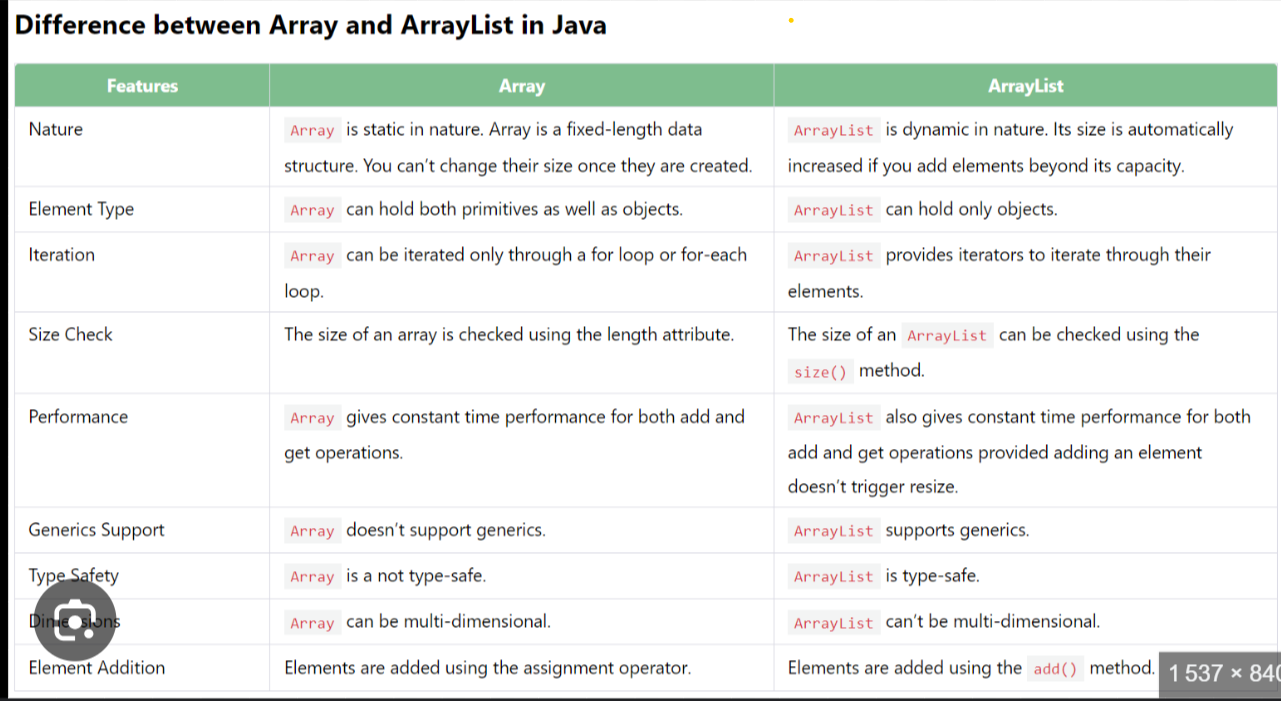 Difference between Array and ArrayList in Java
Features Array ArrayList
Nature
Array is static in nature. Array is a fixed-length data
structure. You can't change their size once they are created.
ArrayList is dynamic in nature. Its size is automatically
increased if you add elements beyond its capacity.
Element Type
Array can hold both primitives as well as objects.
ArrayList can hold only objects.
Iteration
Array can be iterated only through a for loop or for-each
loop.
ArrayList provides iterators to iterate through their
elements.
Size Check
The size of an array is checked using the length attribute.
The size of an ArrayList can be checked using the
size() method.
Performance
Array gives constant time performance for both add and
get operations.
ArrayList also gives constant time performance for both
add and get operations provided adding an element
doesn't trigger resize.
Generics Support
Array doesn't support generics.
ArrayList supports generics.
Type Safety
Array is a not type-safe.
ArrayList is type-safe.
Dimensions
Array can be multi-dimensional.
ArrayList can't be multi-dimensional.
Element Addition
Elements are added using the assignment operator.
Elements are added using the add() method.
1 537 × 840